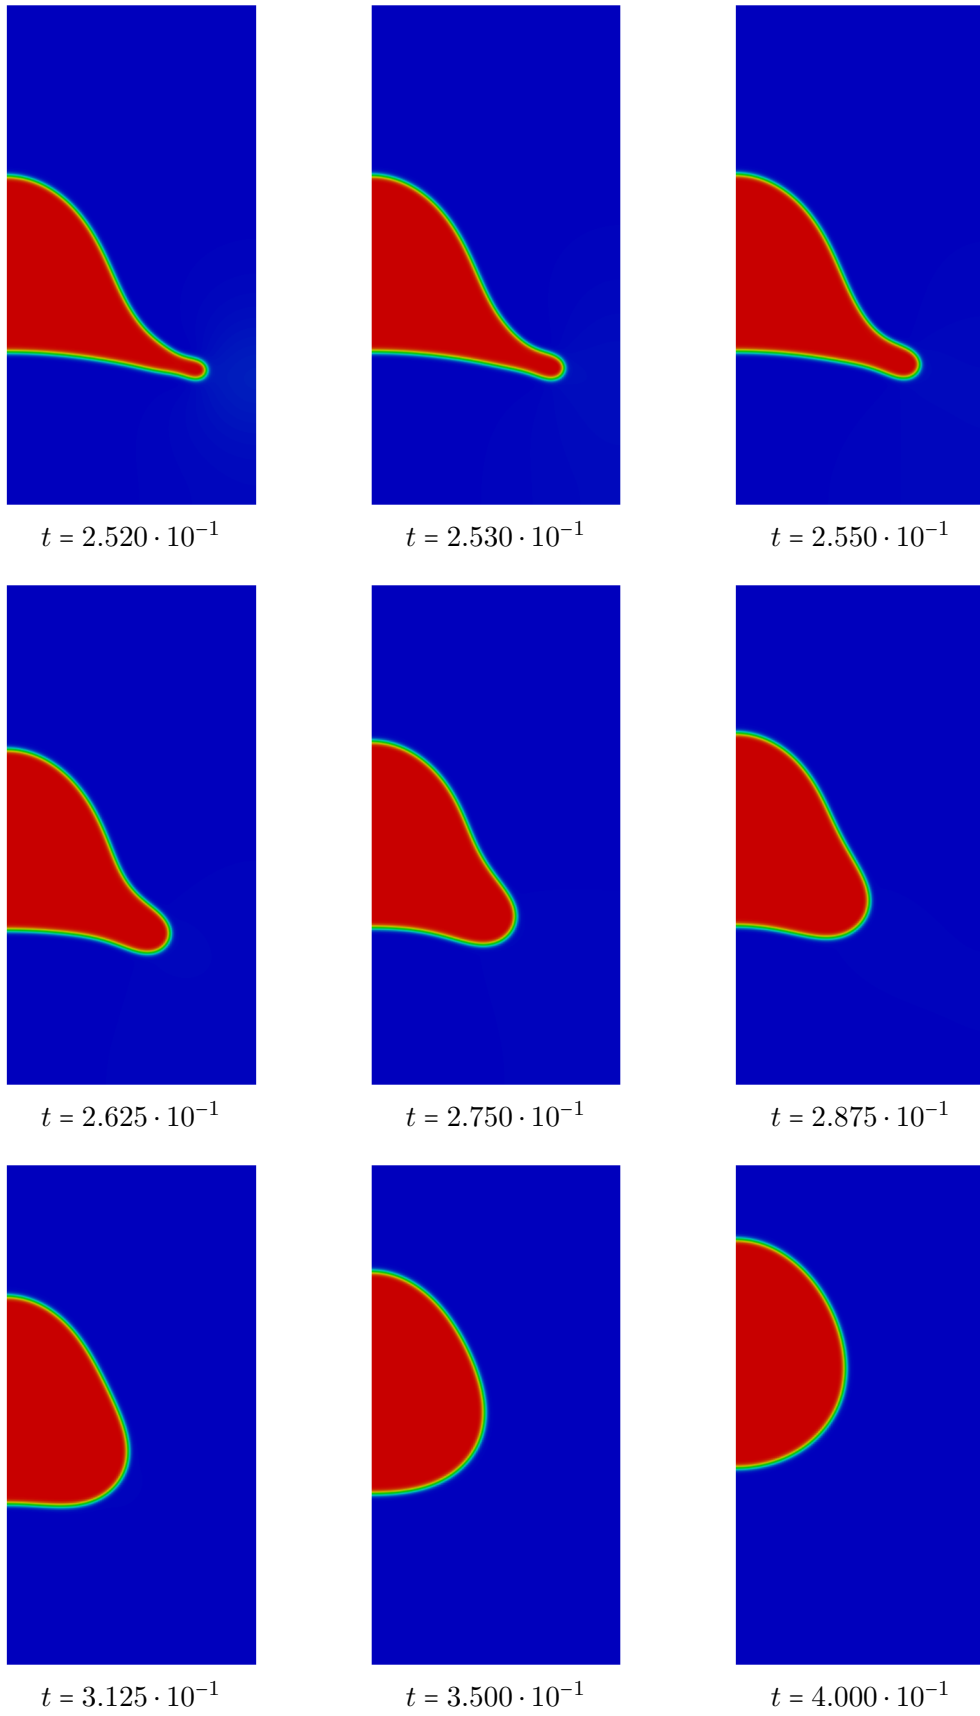 t = 2.520 · 10⁻¹ t = 2.530 · 10⁻¹ t = 2.550 · 10⁻¹
t = 2.625 · 10⁻¹ t = 2.750 · 10⁻¹ t = 2.875 · 10⁻¹
t = 3.125 · 10⁻¹ t = 3.500 · 10⁻¹ t = 4.000 · 10⁻¹